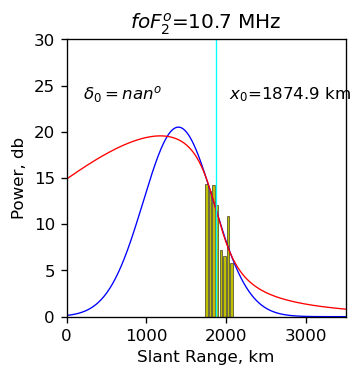 foF₂ᵒ=10.7 MHz
δ₀ = nanᵒ
x₀=1874.9 km
Power, db
30
25
20
15
10
5
0
0 1000 2000 3000
Slant Range, km